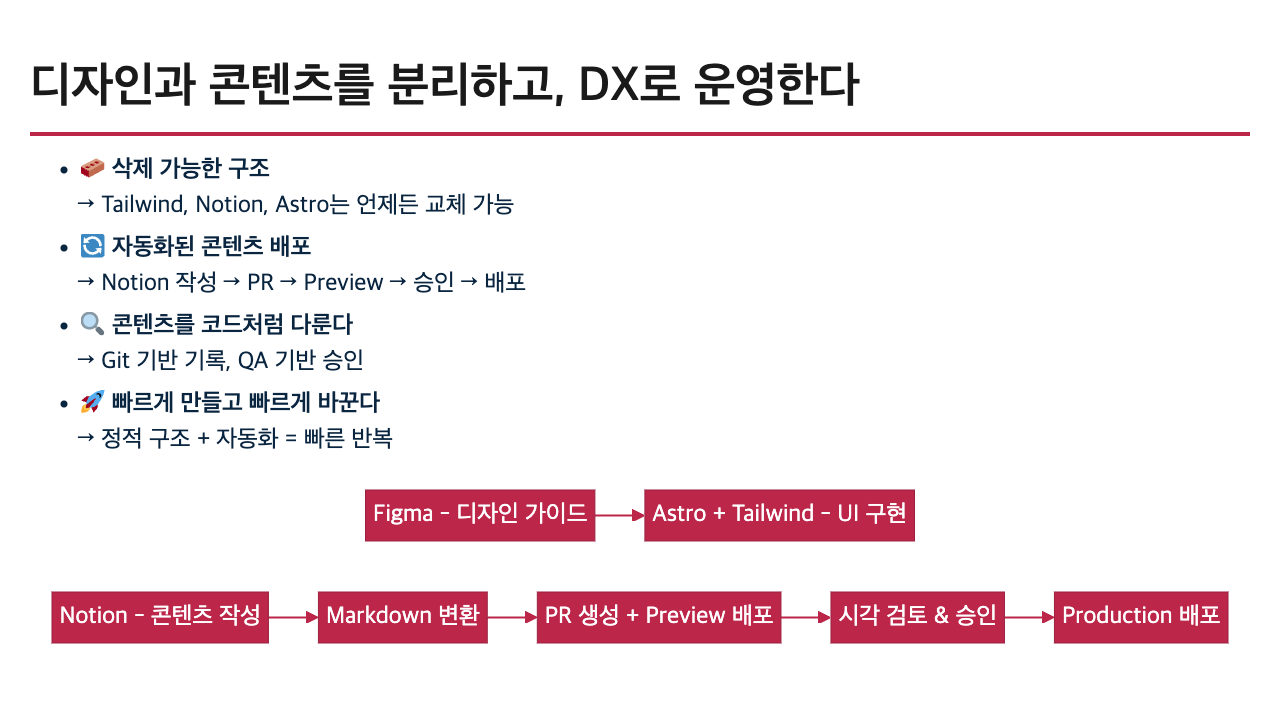 디자인과 콘텐츠를 분리하고, DX로 운영한다
• 🧱 삭제 가능한 구조
→ Tailwind, Notion, Astro는 언제든 교체 가능
• 🔄 자동화된 콘텐츠 배포
→ Notion 작성 → PR → Preview → 승인 → 배포
• 🔍 콘텐츠를 코드처럼 다룬다
→ Git 기반 기록, QA 기반 승인
• 🚀 빠르게 만들고 빠르게 바꾼다
→ 정적 구조 + 자동화 = 빠른 반복
Figma – 디자인 가이드
Astro + Tailwind – UI 구현
Notion – 콘텐츠 작성
Markdown 변환
PR 생성 + Preview 배포
시각 검토 & 승인
Production 배포